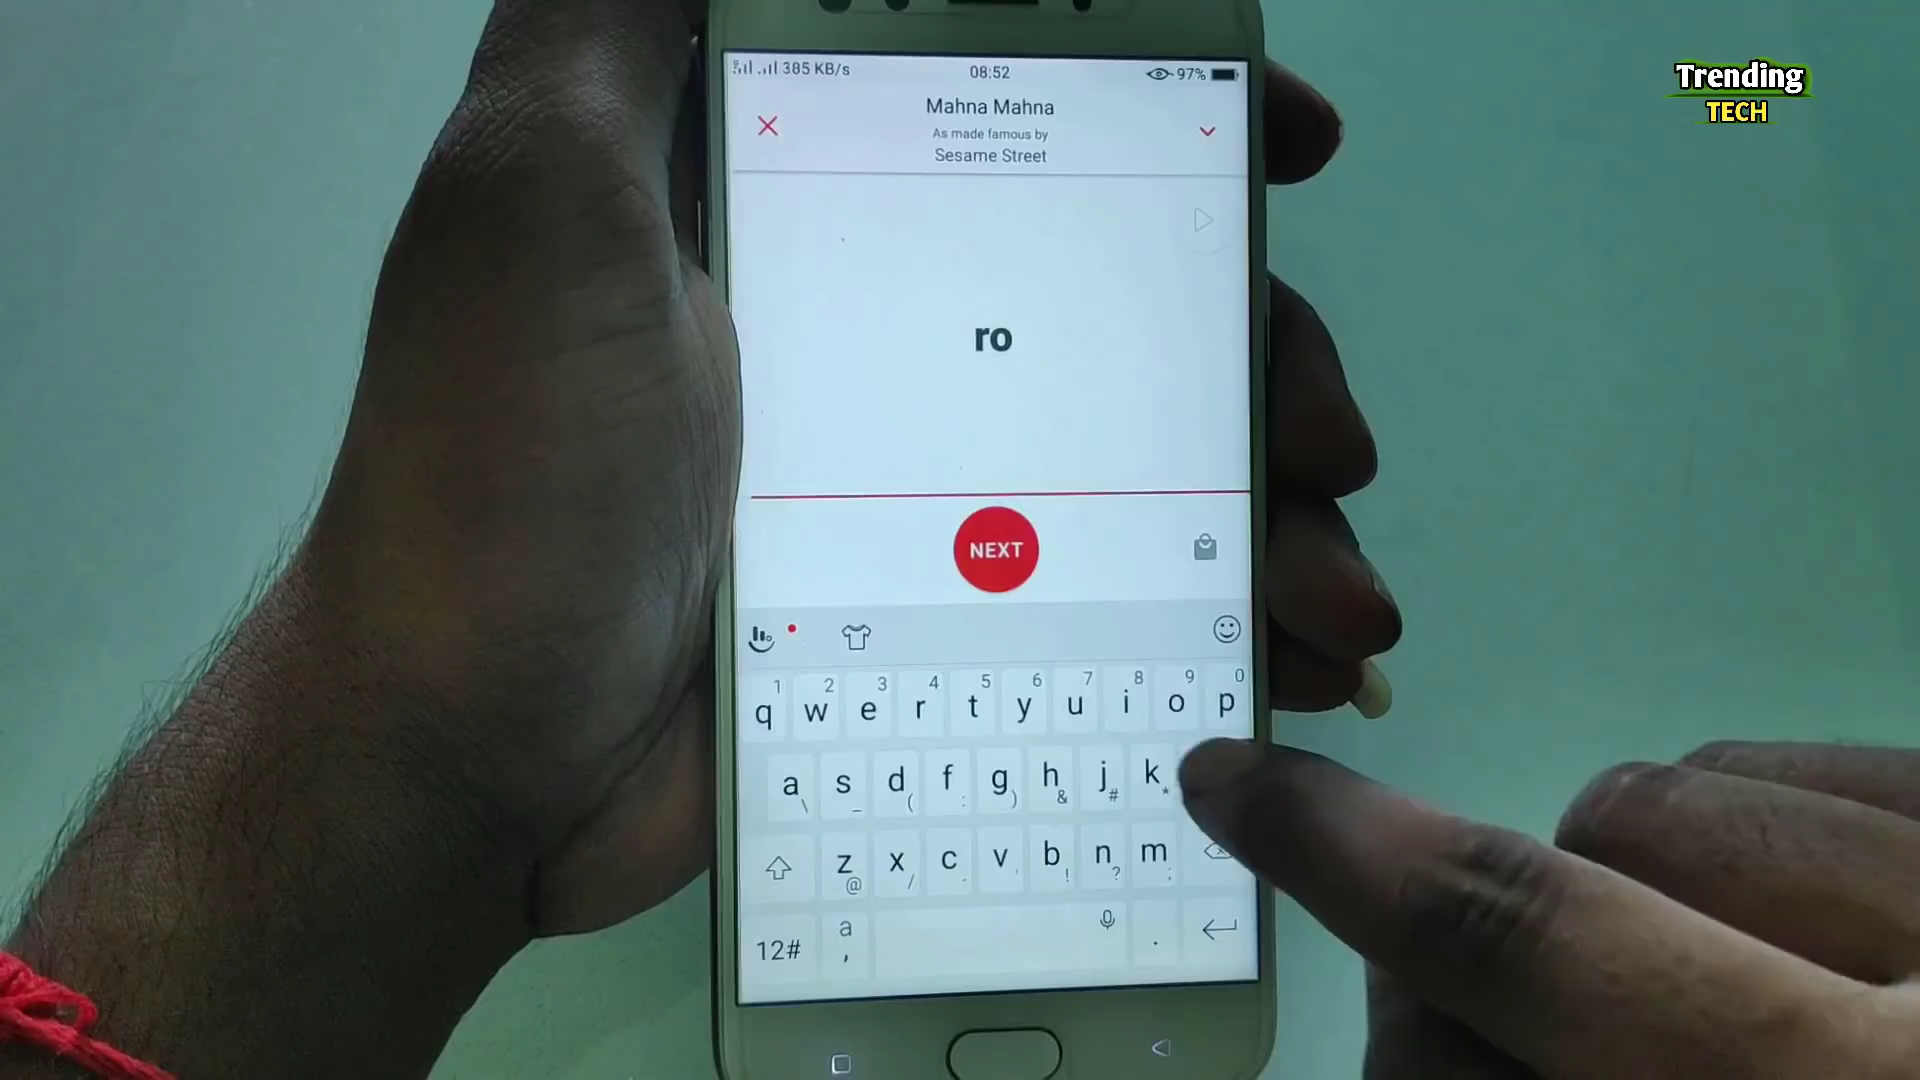 385 KB/s 08:52 97%
Mahna Mahna
As made famous by
Sesame Street
ro
NEXT
1 2 3 4 5 6 7 8 9 0
q w e r t y u i o p
a s d f g h j k
\ _ ( : ) & # *
z x c v b n m
@ / ! ? ;
12# a , .
Trending
TECH